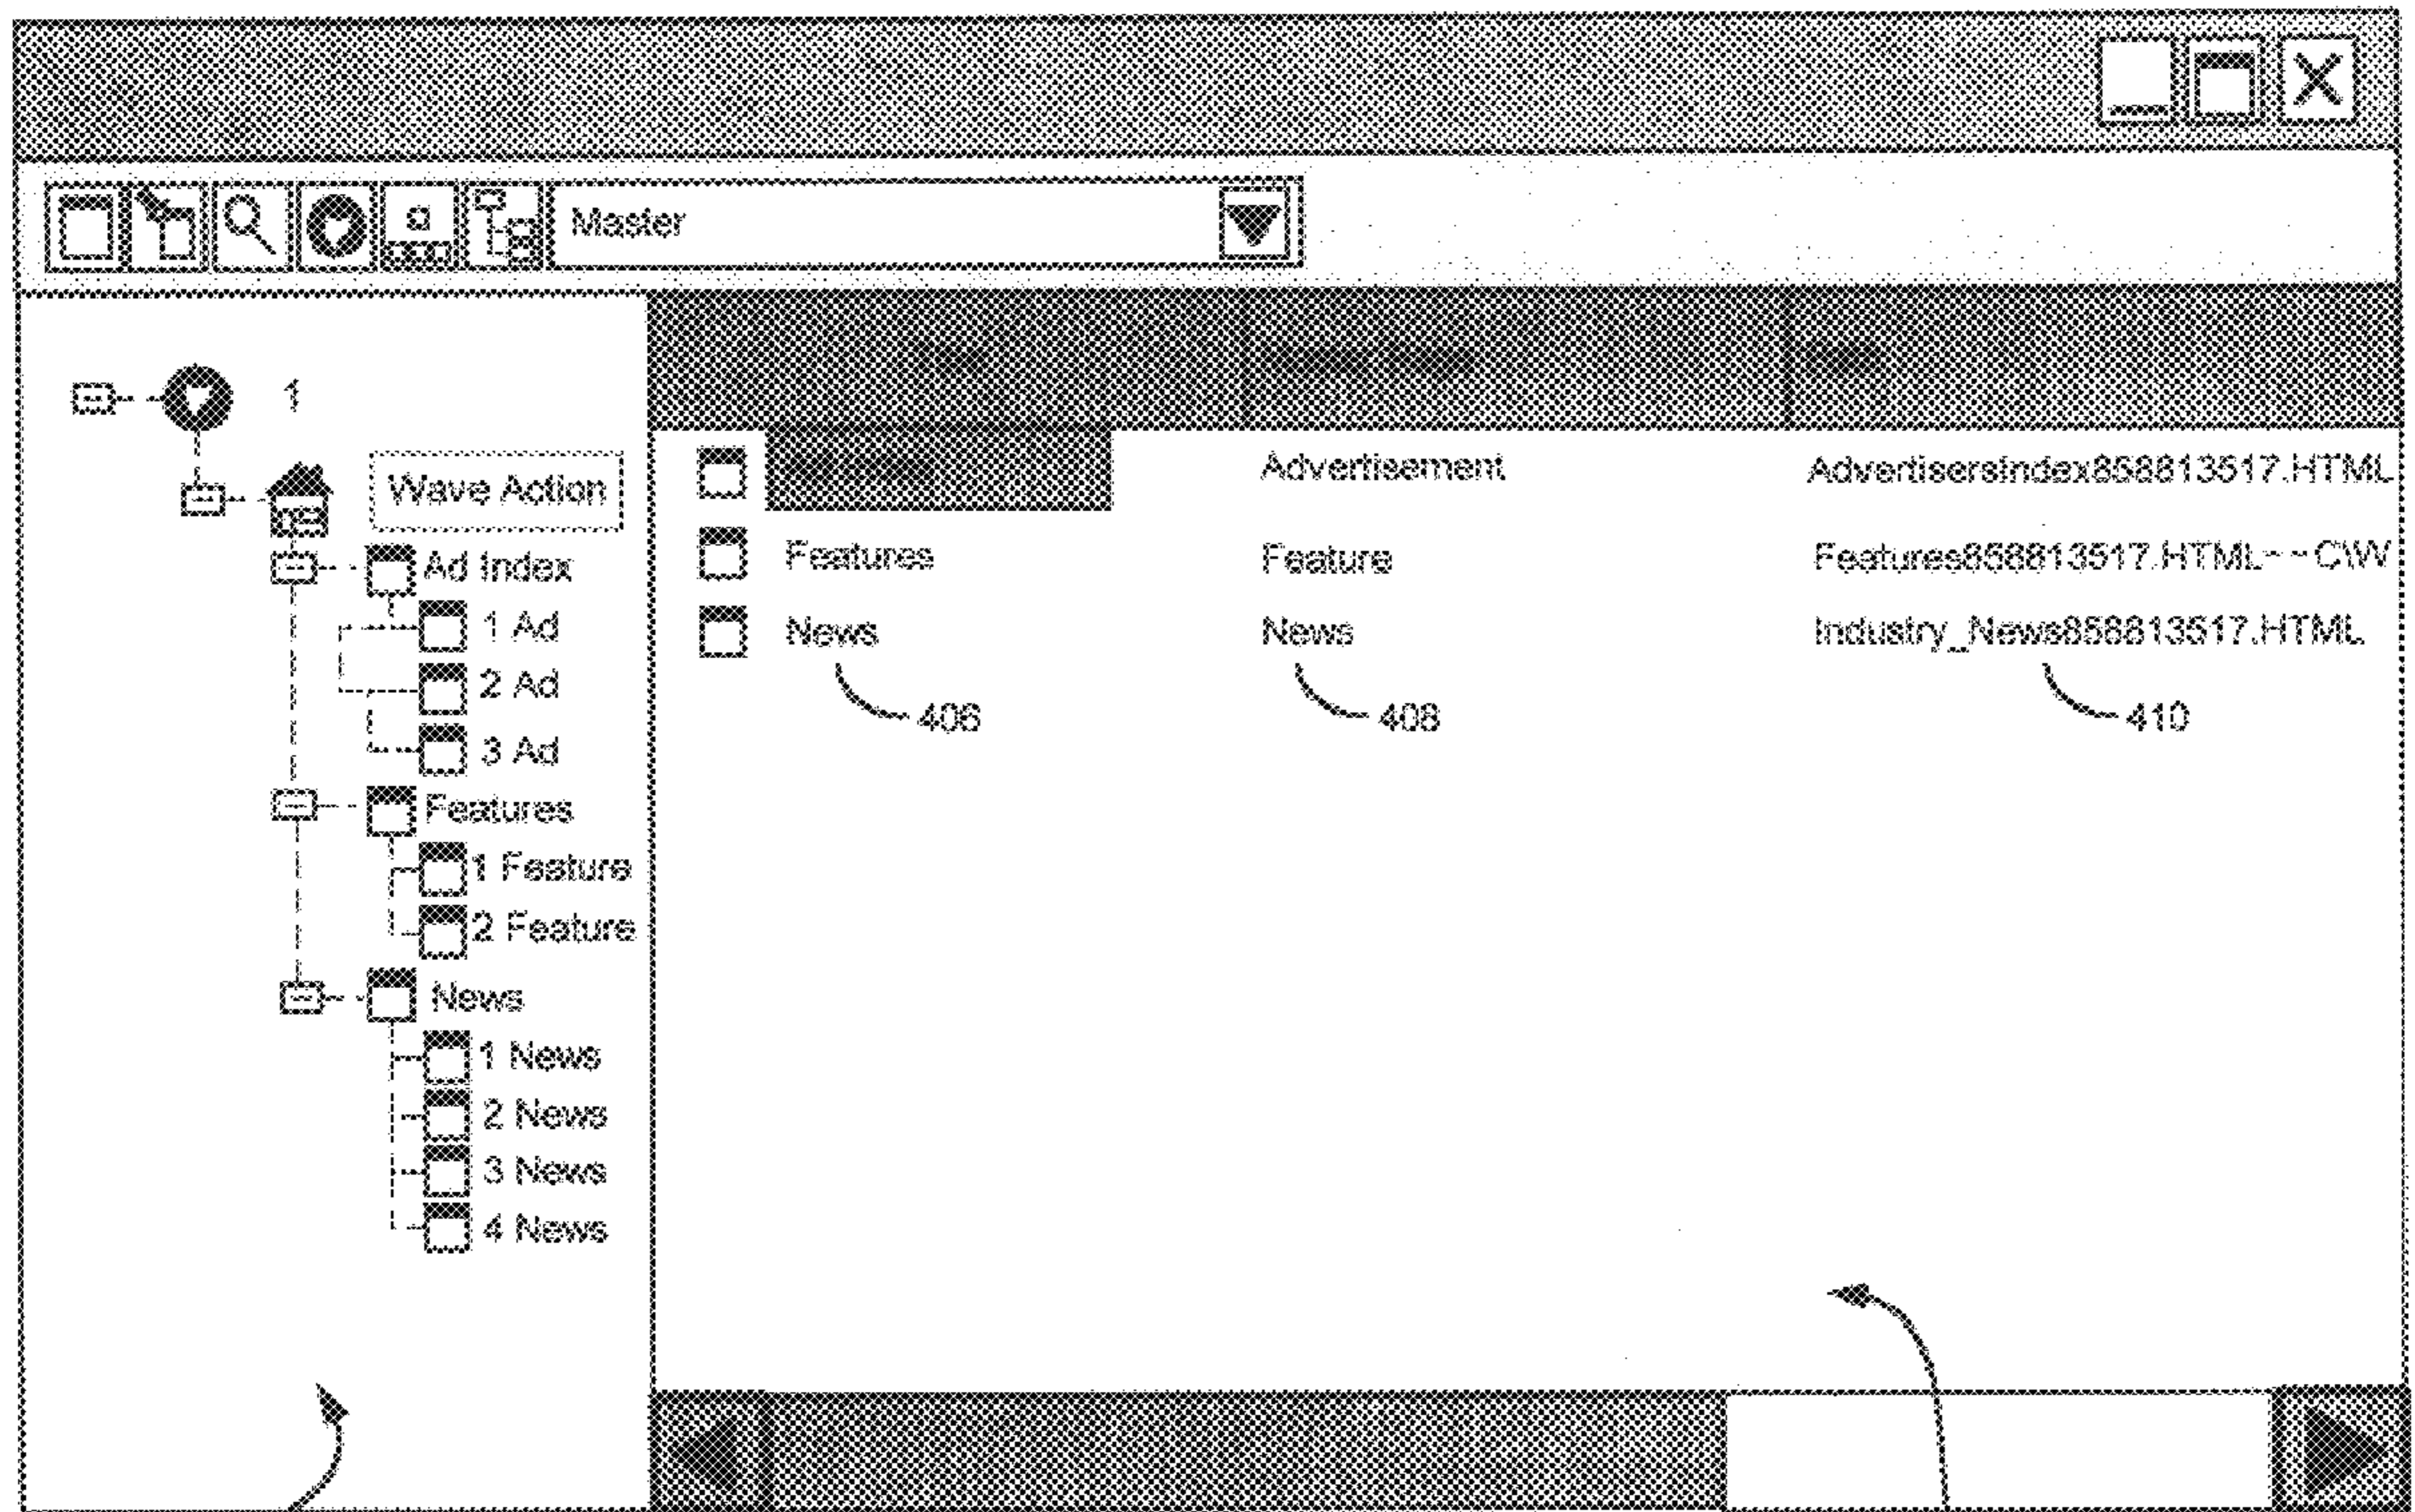 Master
1
Wave Action
Ad Index
1 Ad
2 Ad
3 Ad
Features
1 Feature
2 Feature
News
1 News
2 News
3 News
4 News
Advertisement AdvertisersIndex858813517.HTML
Features Feature Features858813517.HTML~~CW
News News Industry_News858813517.HTML
406 408 410